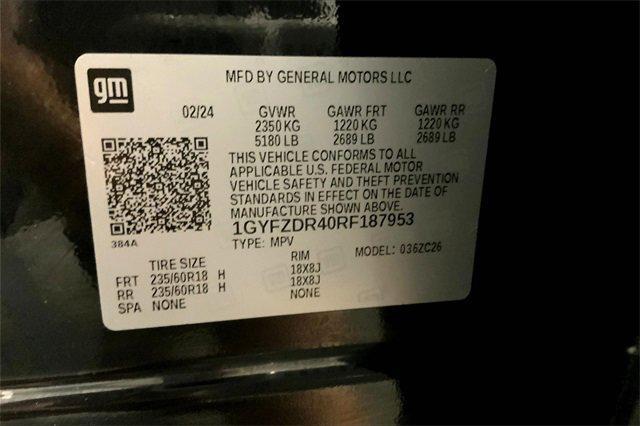 gm
MFD BY GENERAL MOTORS LLC
02/24 GVWR GAWR FRT GAWR RR
2350 KG 1220 KG 1220 KG
5180 LB 2689 LB 2689 LB
THIS VEHICLE CONFORMS TO ALL
APPLICABLE U.S. FEDERAL MOTOR
VEHICLE SAFETY AND THEFT PREVENTION
STANDARDS IN EFFECT ON THE DATE OF
MANUFACTURE SHOWN ABOVE.
1GYFZDR40RF187953
384A
TYPE: MPV MODEL: 036ZC26
TIRE SIZE RIM
FRT 235/60R18 H 18X8J
RR 235/60R18 H 18X8J
SPA NONE NONE